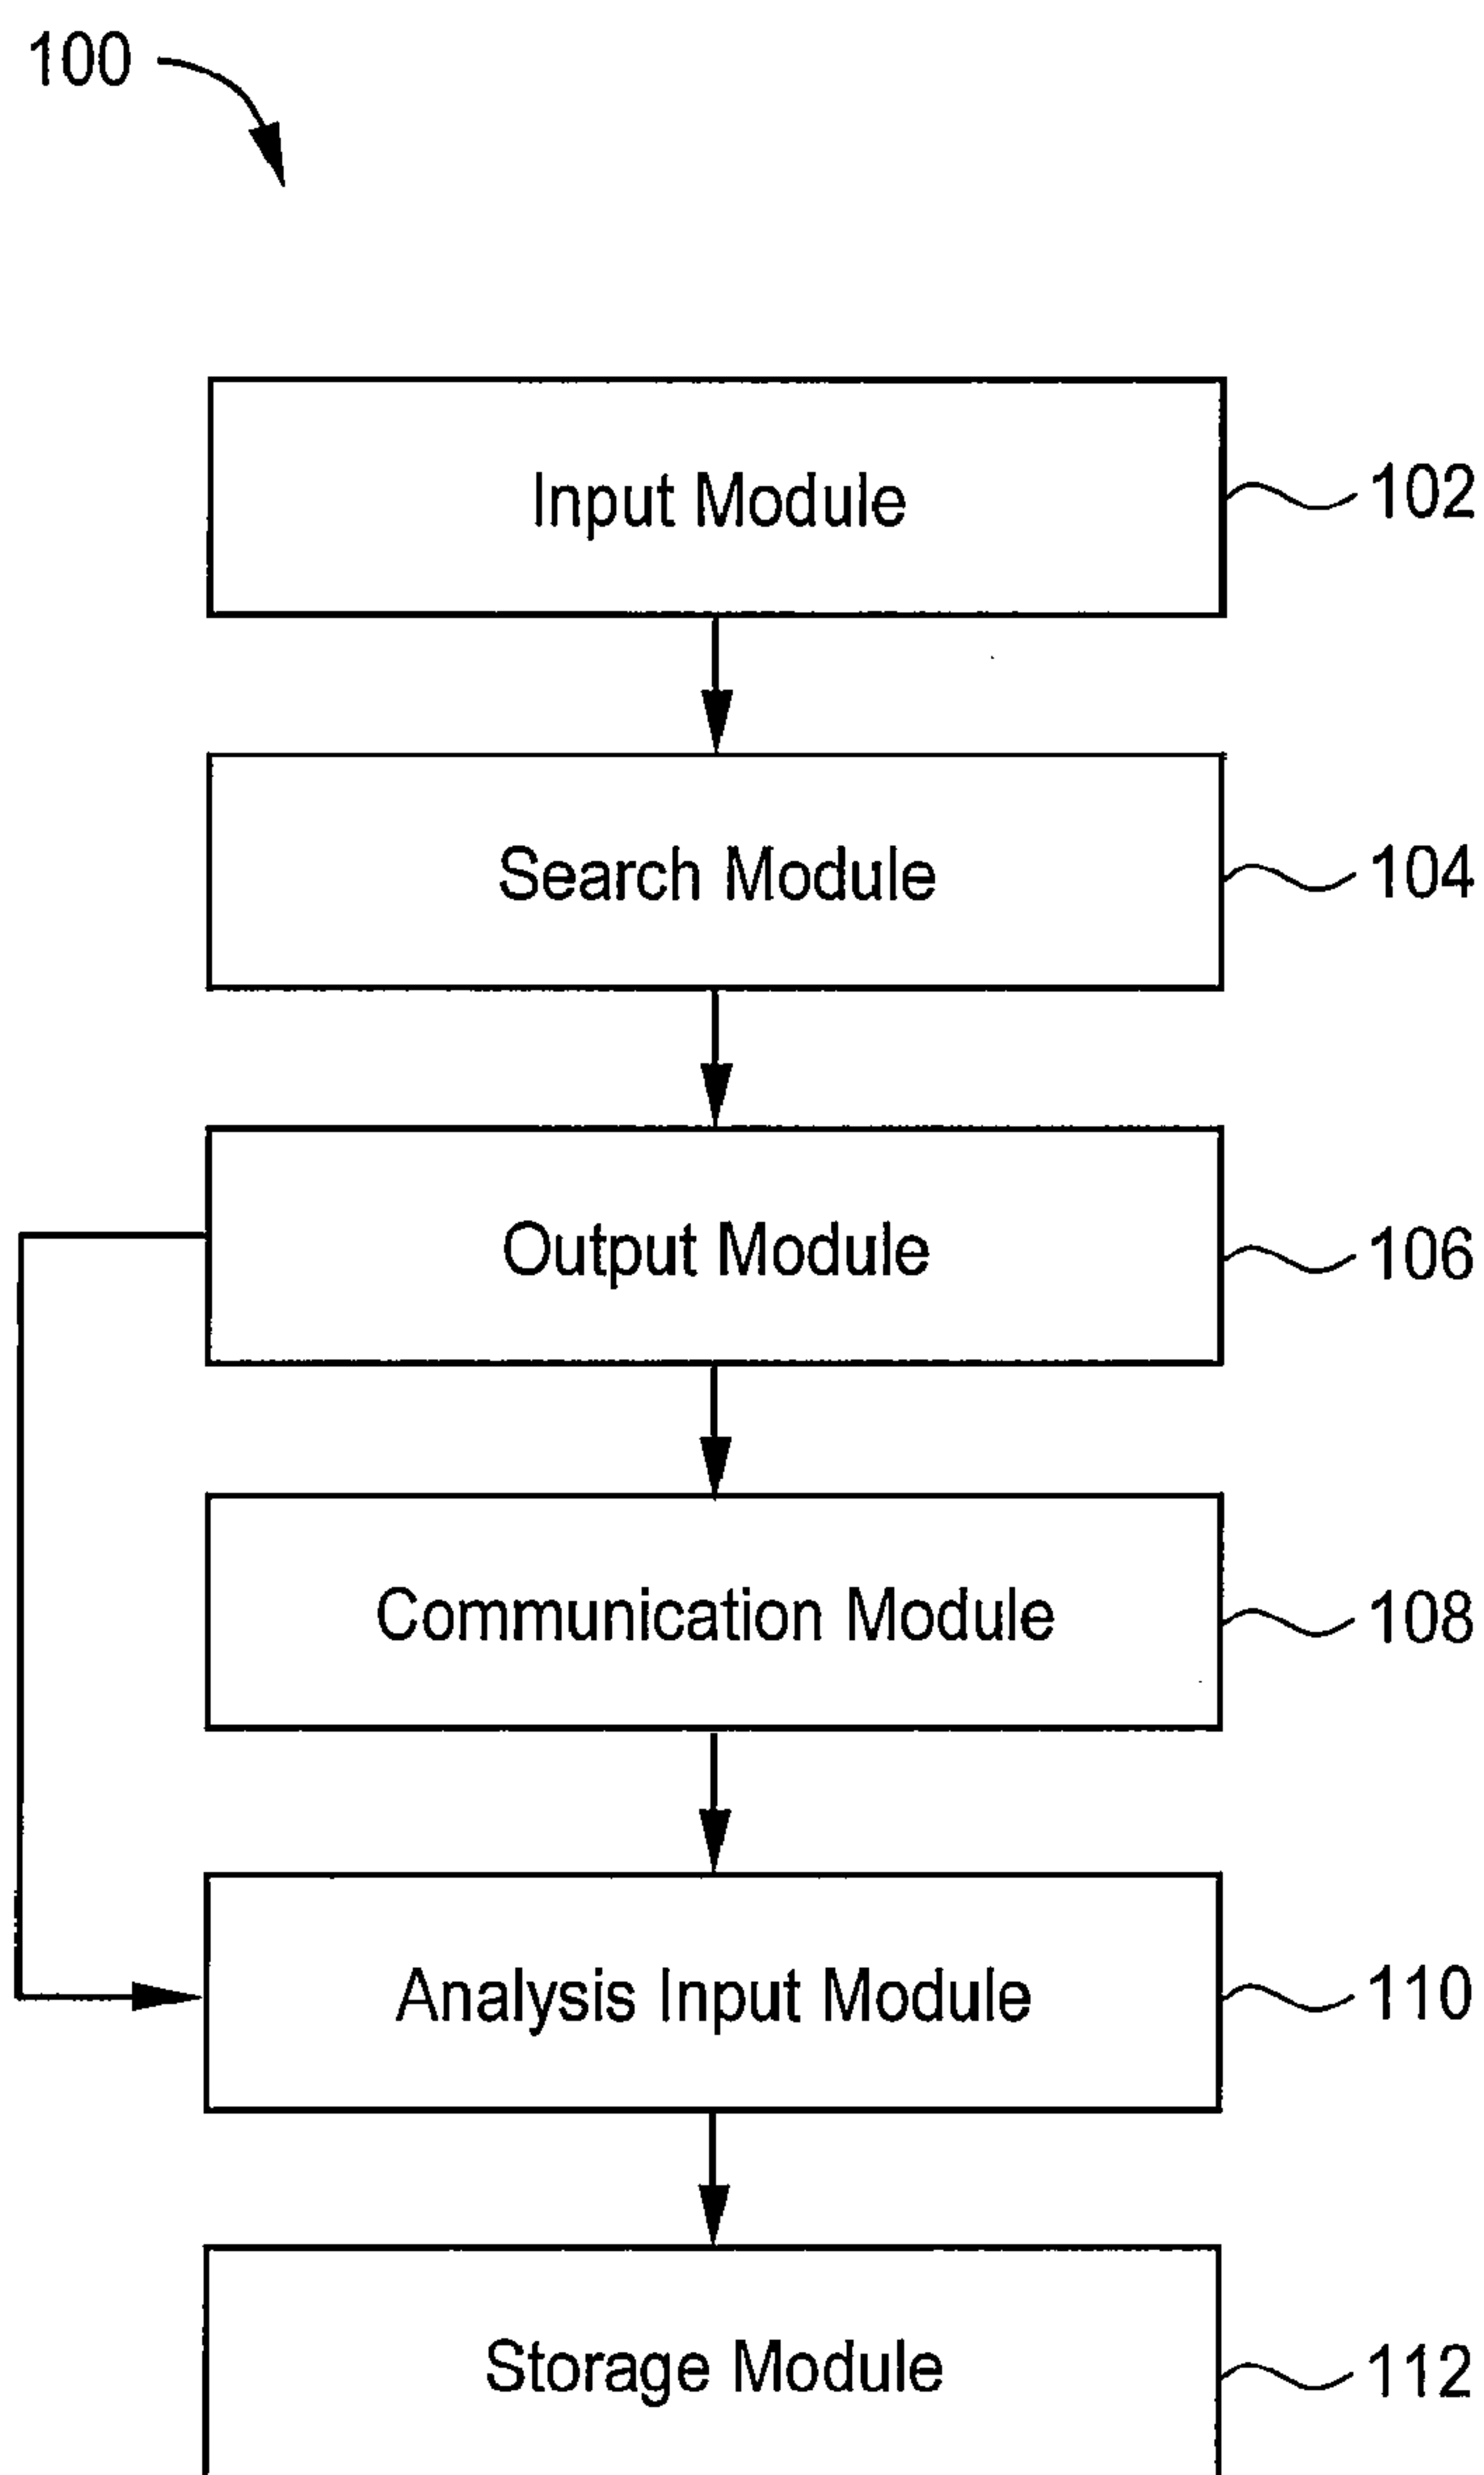 100
Input Module
102
Search Module
104
Output Module
106
Communication Module
108
Analysis Input Module
110
Storage Module
112